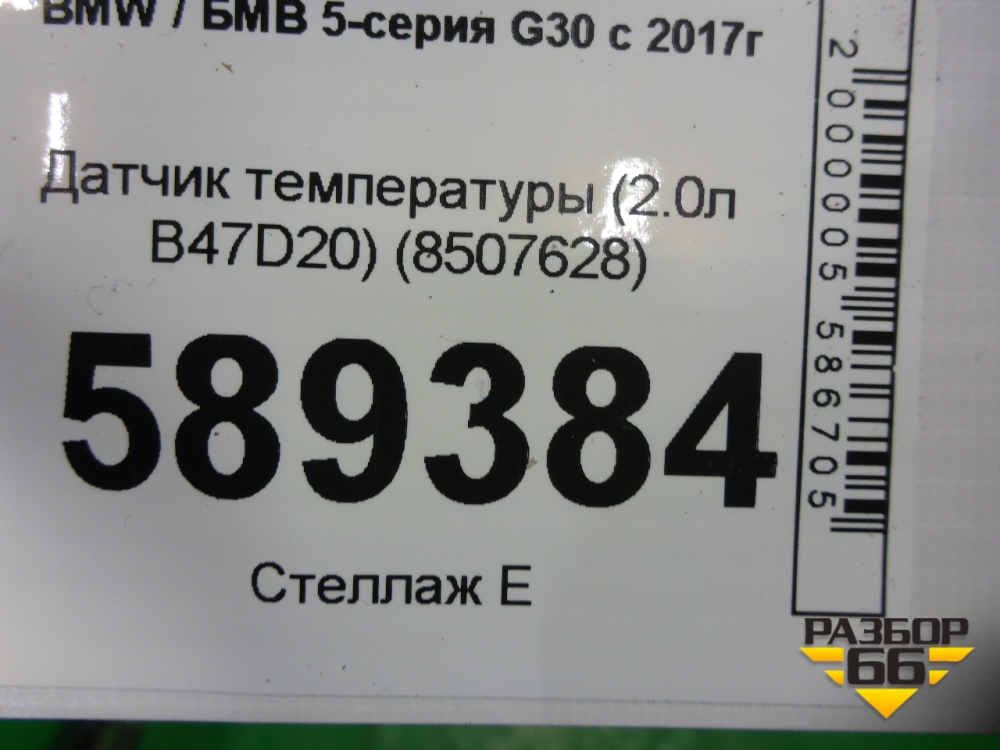 BMW / БМВ 5-серия G30 с 2017г
Датчик температуры (2.0л
B47D20) (8507628)
589384
Стеллаж Е
2000005586705
РАЗБОР
66